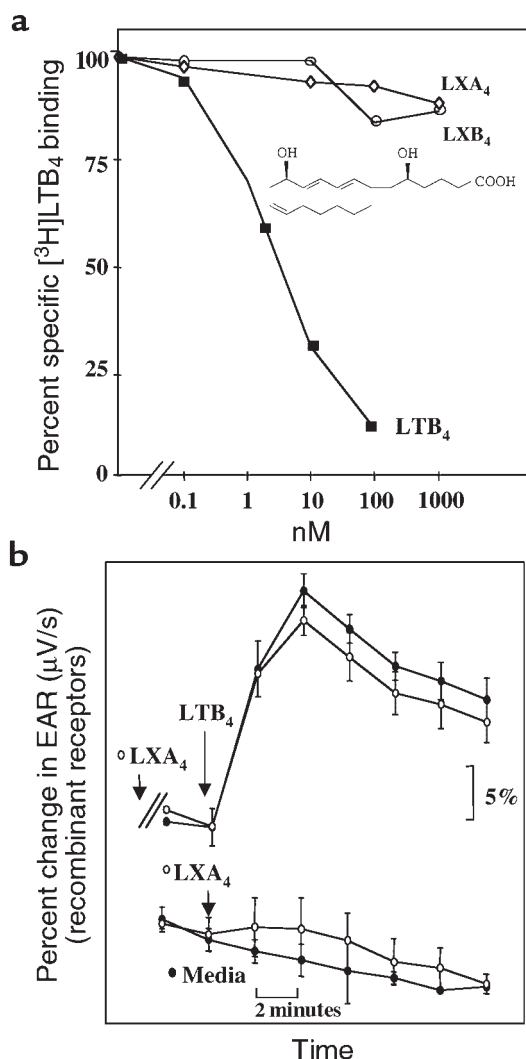 a
Percent specific [³H]LTB₄ binding
100
75
50
25
0
LXA₄
LXB₄
OH
OH
COOH
LTB₄
0.1 1 10 100 1000
nM
b
Percent change in EAR (µV/s)
(recombinant receptors)
LTB₄
LXA₄
5%
LXA₄
Media
2 minutes
Time